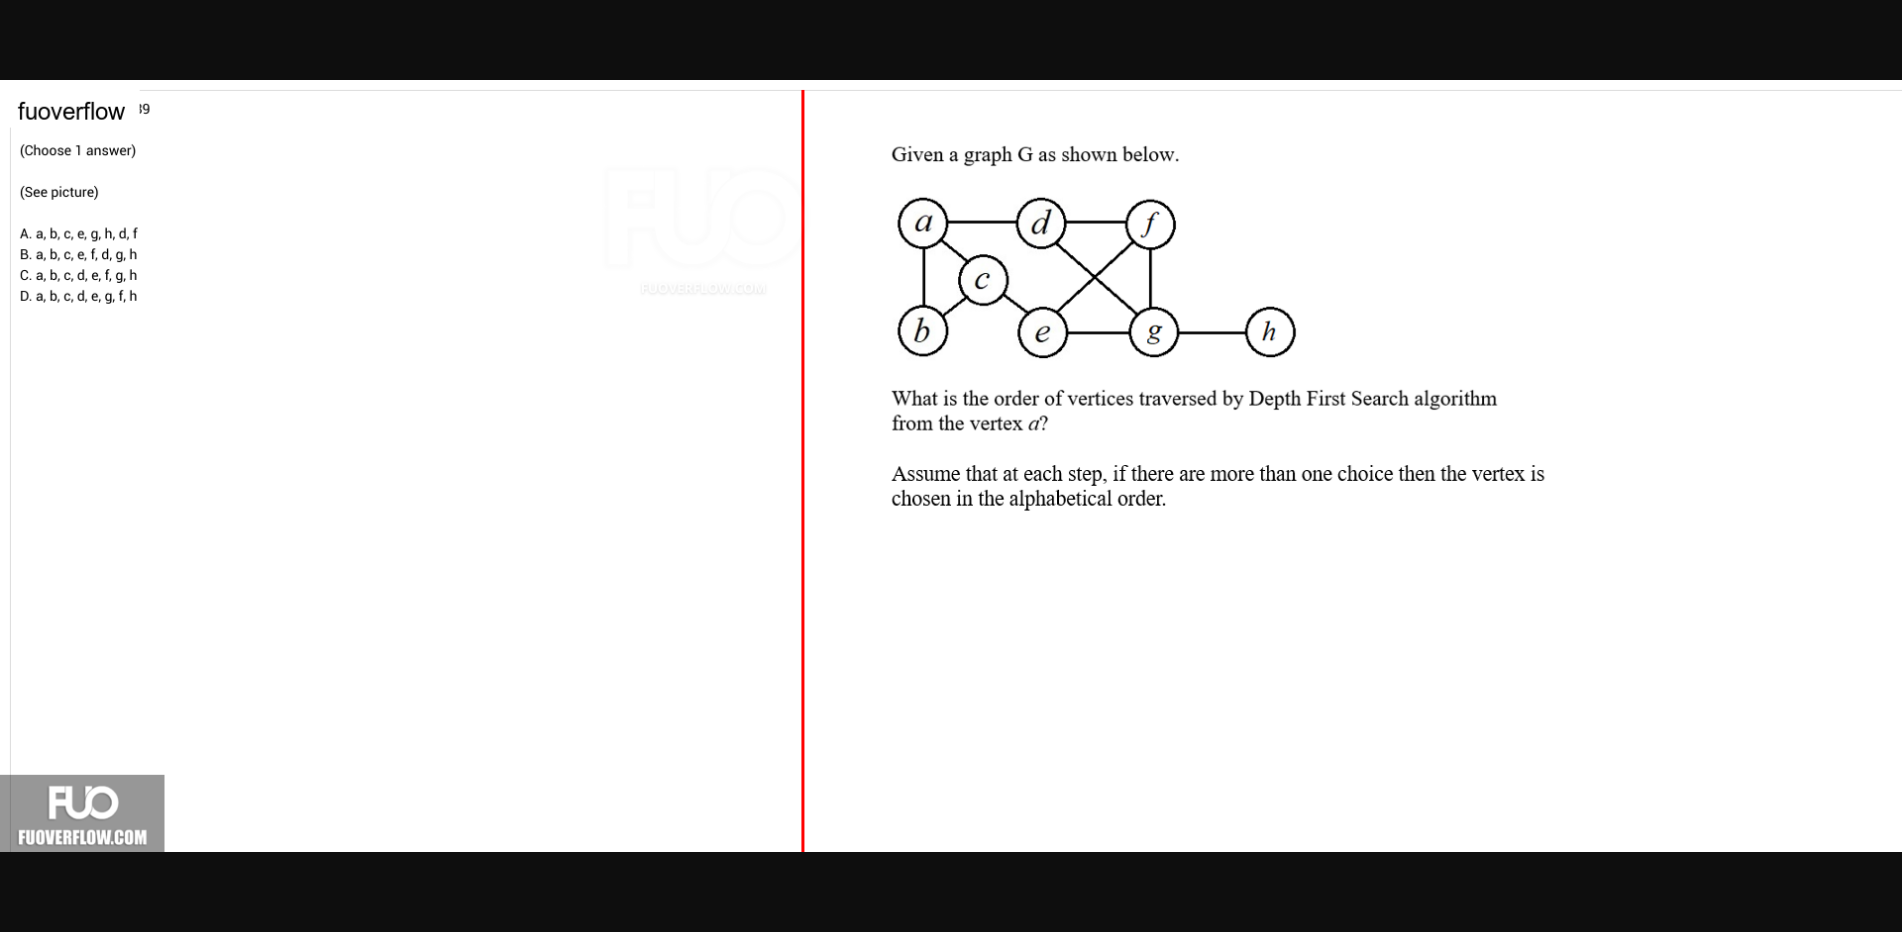 fuoverflow 39
(Choose 1 answer)
(See picture)
A. a, b, c, e, g, h, d, f
B. a, b, c, e, f, d, g, h
C. a, b, c, d, e, f, g, h
D. a, b, c, d, e, g, f, h
FUO
FUOVERFLOW.COM
Given a graph G as shown below.
a d f
c
b e g h
What is the order of vertices traversed by Depth First Search algorithm
from the vertex a?
Assume that at each step, if there are more than one choice then the vertex is
chosen in the alphabetical order.
FUO
FUOVERFLOW.COM